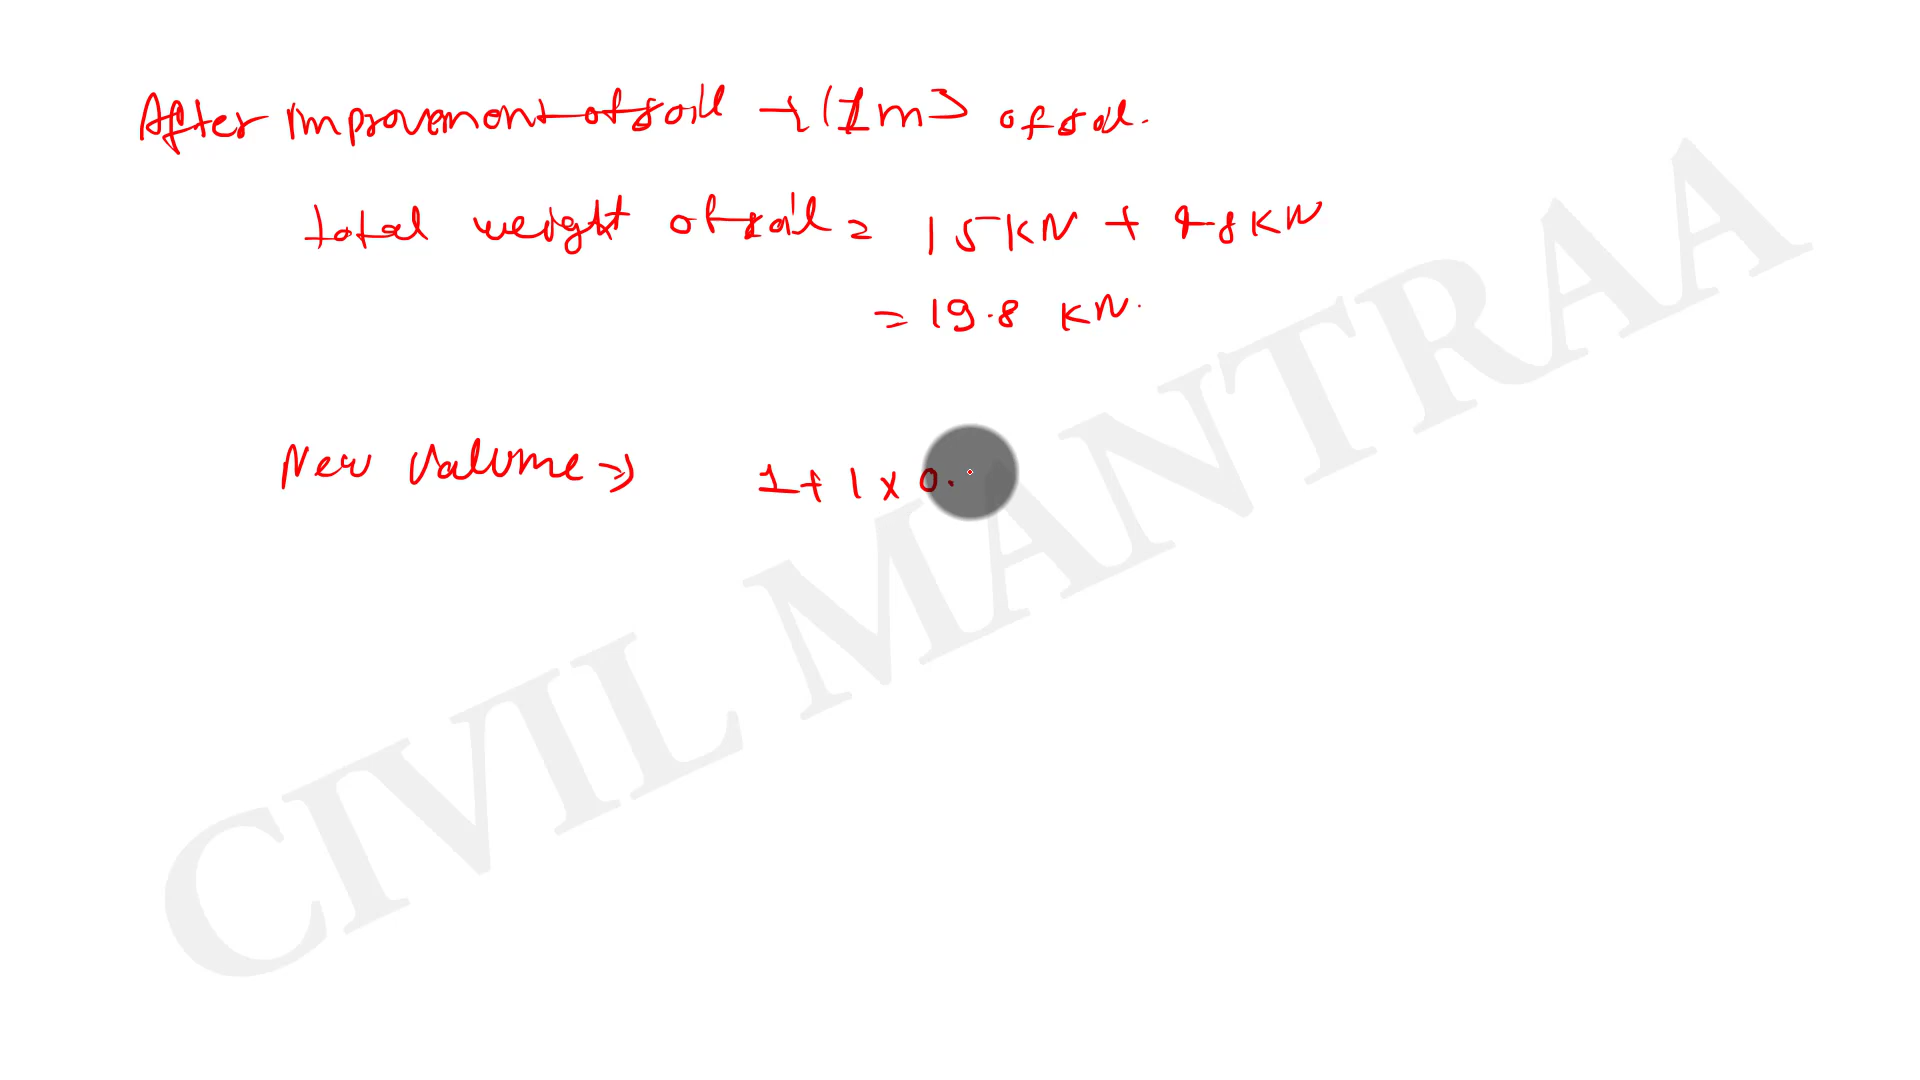 After improvement of soil → (1m³) of soil.
total weight of soil = 15 KN + 4.8 KN
= 19.8 KN.
New Volume ⇒ 1 + 1 x 0.
CIVIL MANTRAA